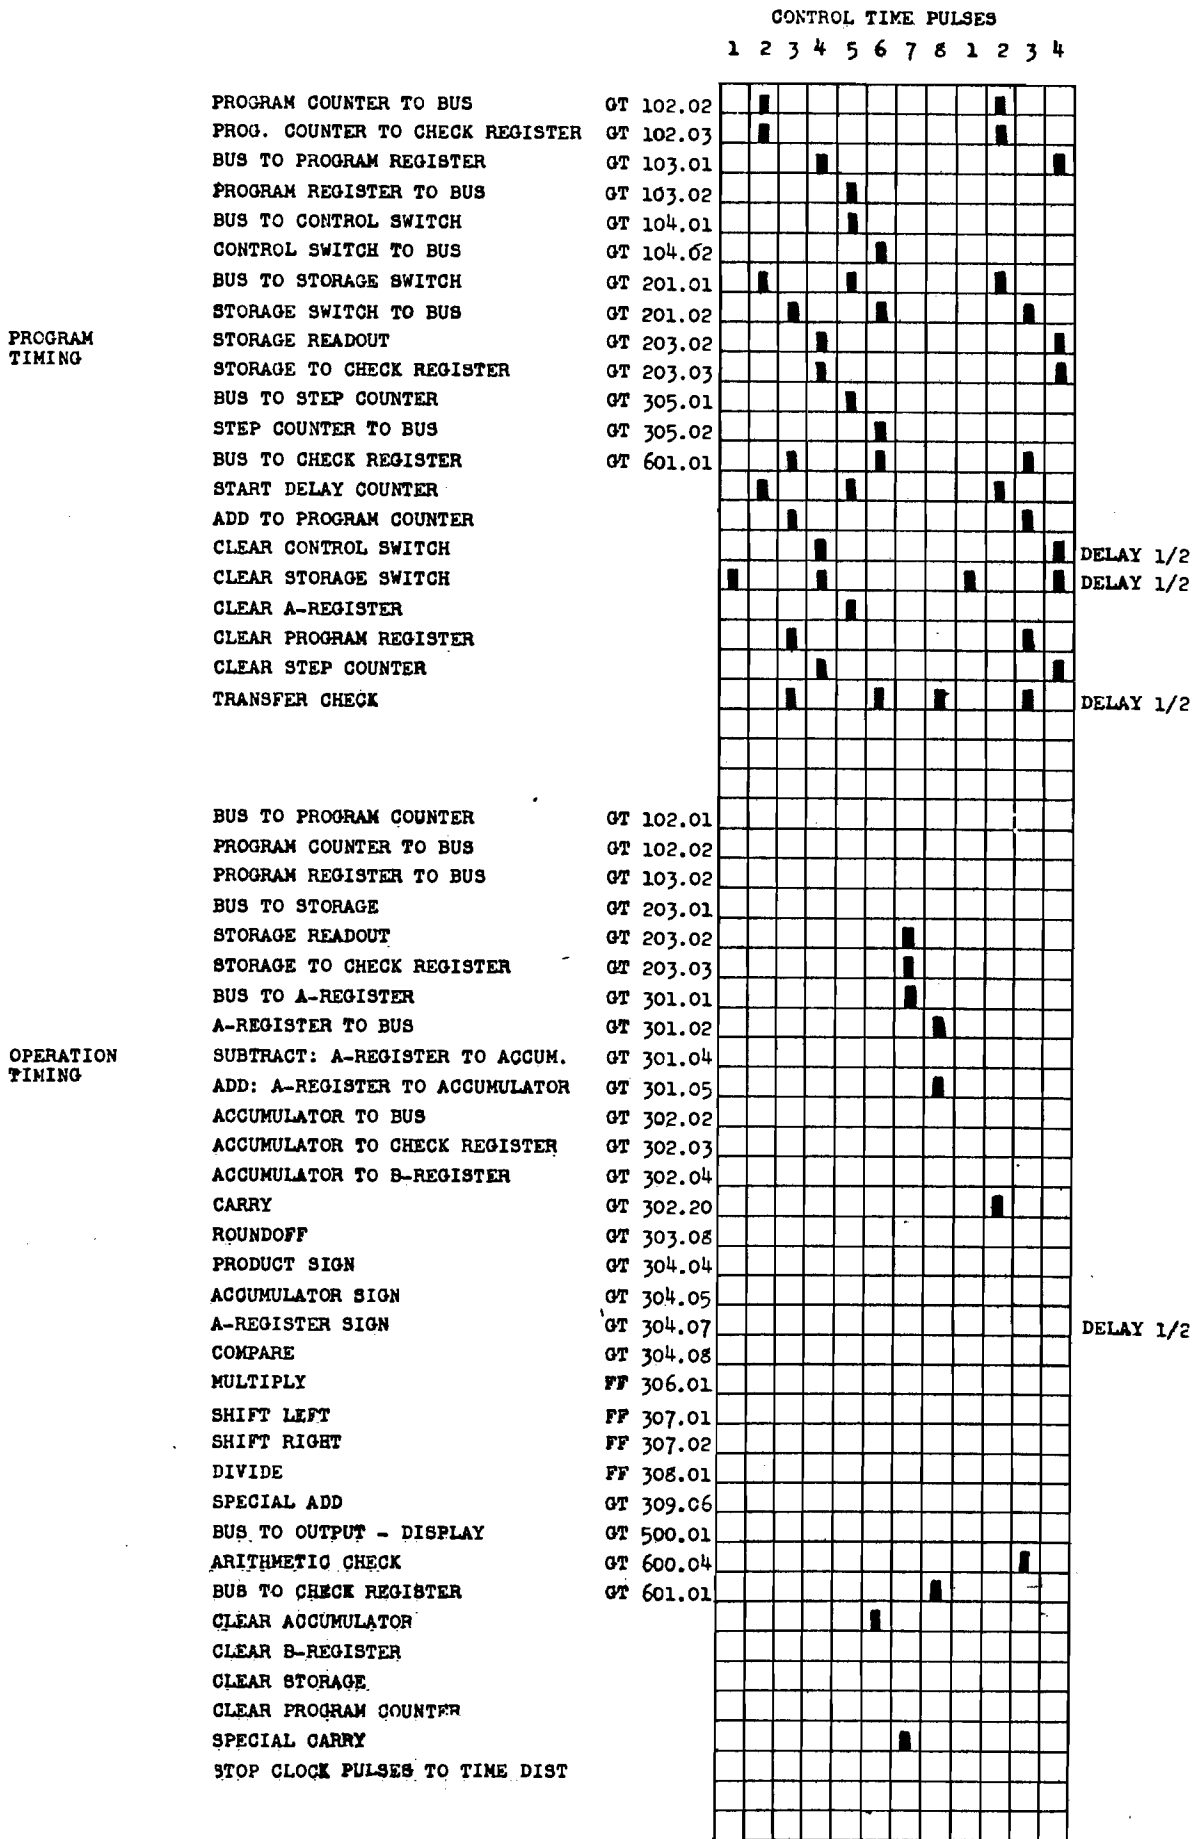 CONTROL TIME PULSES
1 2 3 4 5 6 7 8 1 2 3 4
PROGRAM COUNTER TO BUS GT 102.02
PROG. COUNTER TO CHECK REGISTER GT 102.03
BUS TO PROGRAM REGISTER GT 103.01
PROGRAM REGISTER TO BUS GT 103.02
BUS TO CONTROL SWITCH GT 104.01
CONTROL SWITCH TO BUS GT 104.02
BUS TO STORAGE SWITCH GT 201.01
STORAGE SWITCH TO BUS GT 201.02
PROGRAM TIMING
STORAGE READOUT GT 203.02
STORAGE TO CHECK REGISTER GT 203.03
BUS TO STEP COUNTER GT 305.01
STEP COUNTER TO BUS GT 305.02
BUS TO CHECK REGISTER GT 601.01
START DELAY COUNTER
ADD TO PROGRAM COUNTER
CLEAR CONTROL SWITCH DELAY 1/2
CLEAR STORAGE SWITCH DELAY 1/2
CLEAR A-REGISTER
CLEAR PROGRAM REGISTER
CLEAR STEP COUNTER
TRANSFER CHECK DELAY 1/2
BUS TO PROGRAM COUNTER GT 102.01
PROGRAM COUNTER TO BUS GT 102.02
PROGRAM REGISTER TO BUS GT 103.02
BUS TO STORAGE GT 203.01
STORAGE READOUT GT 203.02
STORAGE TO CHECK REGISTER GT 203.03
BUS TO A-REGISTER GT 301.01
A-REGISTER TO BUS GT 301.02
OPERATION TIMING
SUBTRACT: A-REGISTER TO ACCUM. GT 301.04
ADD: A-REGISTER TO ACCUMULATOR GT 301.05
ACCUMULATOR TO BUS GT 302.02
ACCUMULATOR TO CHECK REGISTER GT 302.03
ACCUMULATOR TO B-REGISTER GT 302.04
CARRY GT 302.20
ROUNDOFF GT 303.08
PRODUCT SIGN GT 304.04
ACCUMULATOR SIGN GT 304.05
A-REGISTER SIGN GT 304.07 DELAY 1/2
COMPARE GT 304.08
MULTIPLY FF 306.01
SHIFT LEFT FF 307.01
SHIFT RIGHT FF 307.02
DIVIDE FF 308.01
SPECIAL ADD GT 309.06
BUS TO OUTPUT - DISPLAY GT 500.01
ARITHMETIC CHECK GT 600.04
BUS TO CHECK REGISTER GT 601.01
CLEAR ACCUMULATOR
CLEAR B-REGISTER
CLEAR STORAGE
CLEAR PROGRAM COUNTER
SPECIAL CARRY
STOP CLOCK PULSES TO TIME DIST